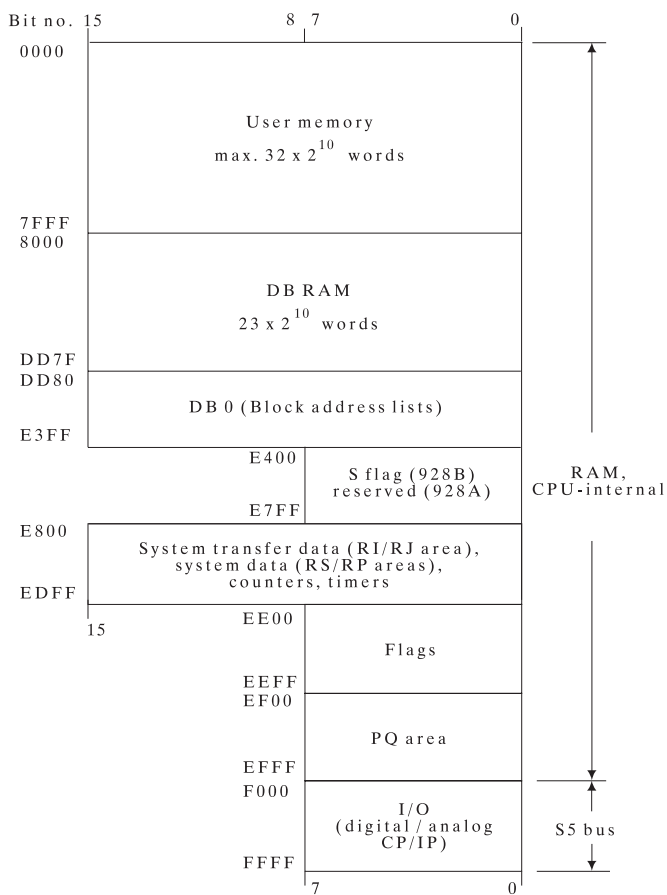 Bit no. 15 8 7 0
0000
User memory
max. 32 x 2^10 words
7FFF
8000
DB RAM
23 x 2^10 words
DD7F
DD80
DB 0 (Block address lists)
E3FF
E400
S flag (928B)
reserved (928A)
E7FF
RAM,
CPU-internal
E800
System transfer data (RI/RJ area),
system data (RS/RP areas),
counters, timers
EDFF
15
EE00
Flags
EEFF
EF00
PQ area
EFFF
F000
I/O
(digital / analog
CP/IP)
S5 bus
FFFF
7 0